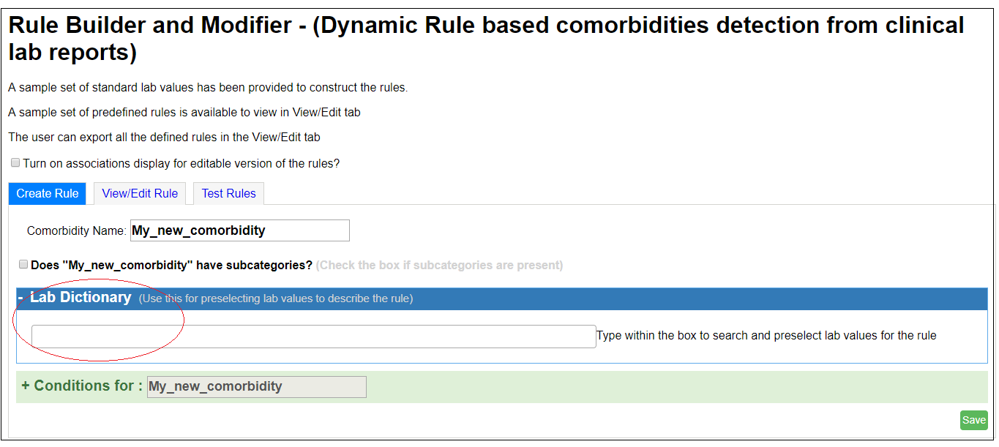 Rule Builder and Modifier - (Dynamic Rule based comorbidities detection from clinical
lab reports)
A sample set of standard lab values has been provided to construct the rules.
A sample set of predefined rules is available to view in View/Edit tab
The user can export all the defined rules in the View/Edit tab
Turn on associations display for editable version of the rules?
Create Rule View/Edit Rule Test Rules
Comorbidity Name: My_new_comorbidity
Does "My_new_comorbidity" have subcategories? (Check the box if subcategories are present)
- Lab Dictionary (Use this for preselecting lab values to describe the rule)
Type within the box to search and preselect lab values for the rule
+ Conditions for : My_new_comorbidity
Save